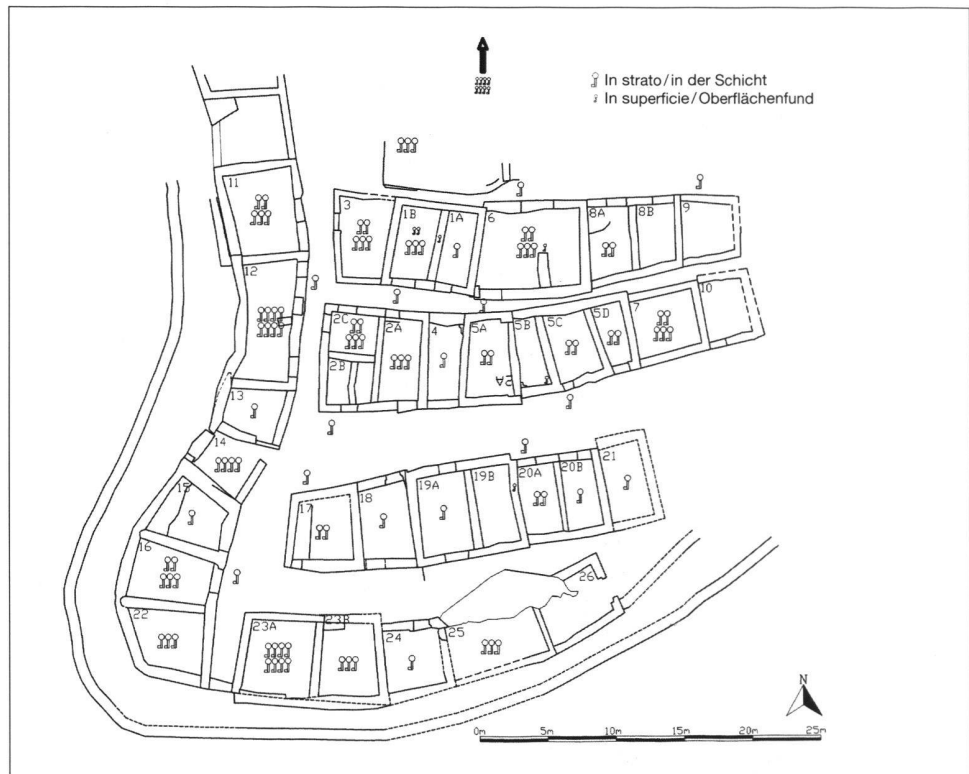 In strato/in der Schicht
In superficie/Oberflächenfund
11
3
1B
1A
6
8A
8B
9
12
2C
2A
4
5A
5B
5C
5D
7
10
2B
2A
13
14
15
17
18
19A
19B
20A
20B
21
16
22
23A
23B
24
25
26
N
0m
5m
10m
15m
20m
25m